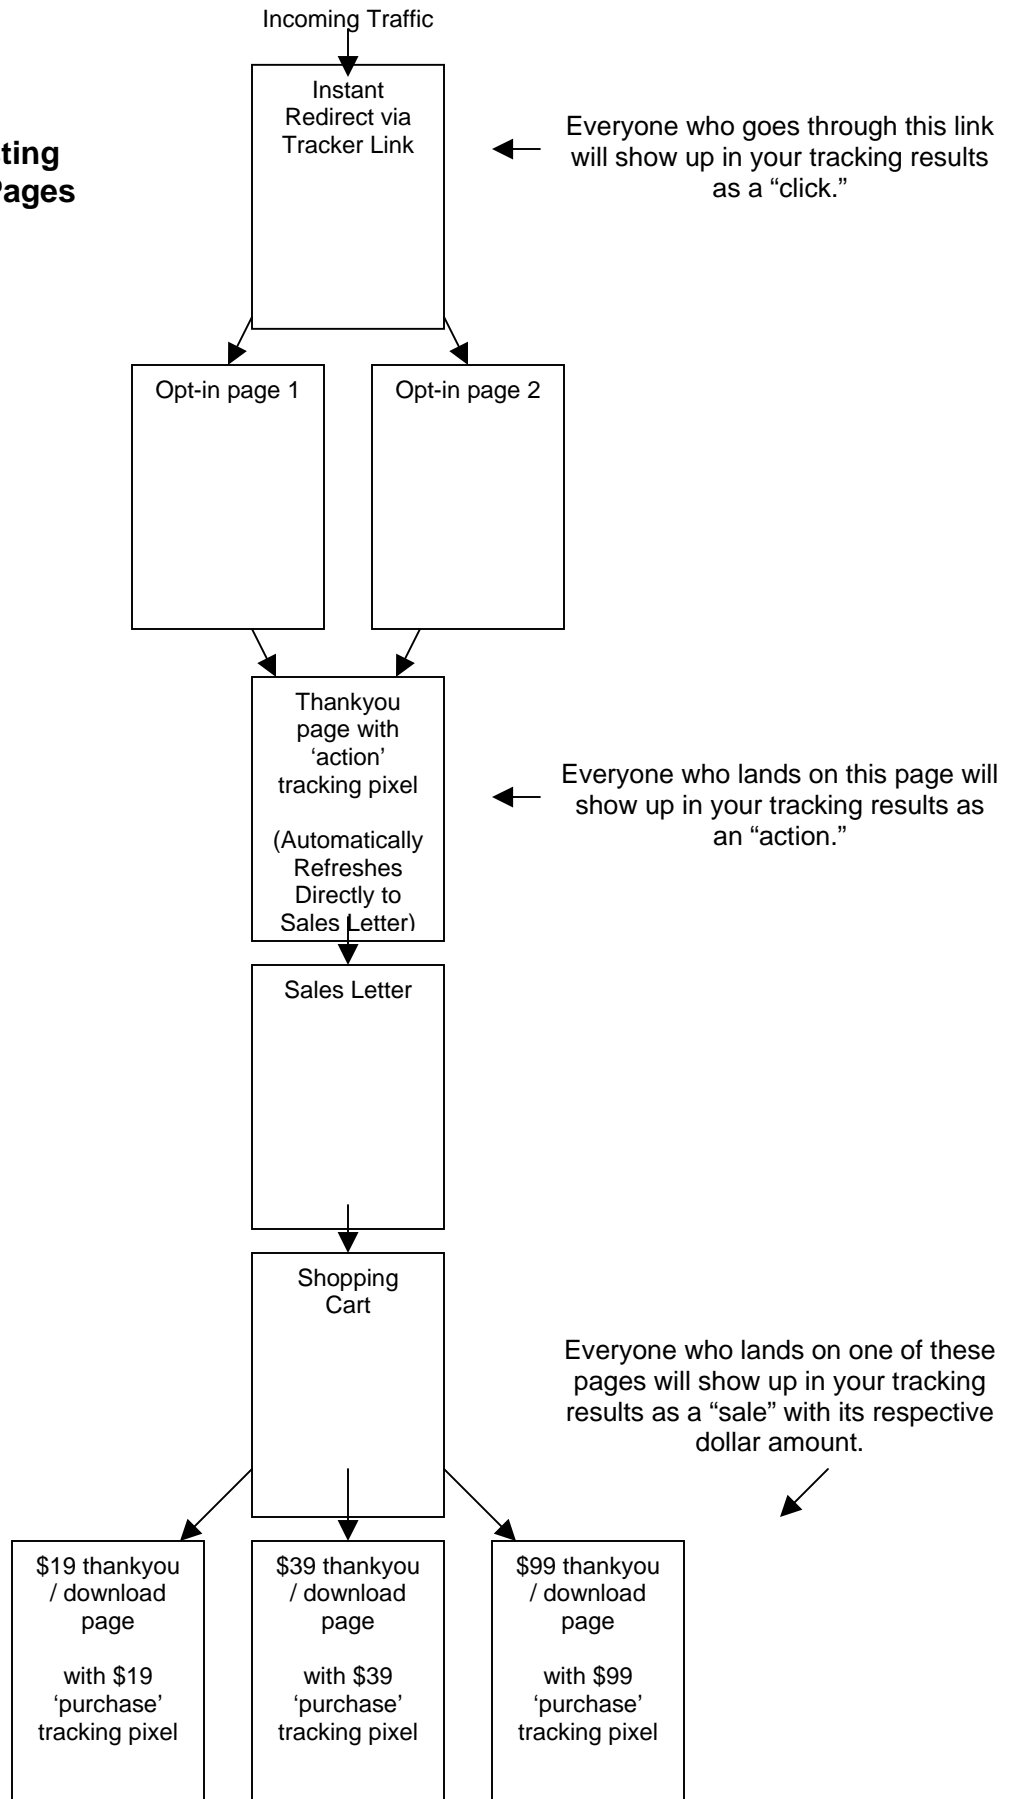 Incoming Traffic
Instant
Redirect via
Tracker Link
Everyone who goes through this link
will show up in your tracking results
as a “click.”
Opt-in page 1
Opt-in page 2
Thankyou
page with
‘action’
tracking pixel
(Automatically
Refreshes
Directly to
Sales Letter)
Everyone who lands on this page will
show up in your tracking results as
an “action.”
Sales Letter
Shopping
Cart
Everyone who lands on one of these
pages will show up in your tracking
results as a “sale” with its respective
dollar amount.
$19 thankyou
/ download
page
with $19
‘purchase’
tracking pixel
$39 thankyou
/ download
page
with $39
‘purchase’
tracking pixel
$99 thankyou
/ download
page
with $99
‘purchase’
tracking pixel